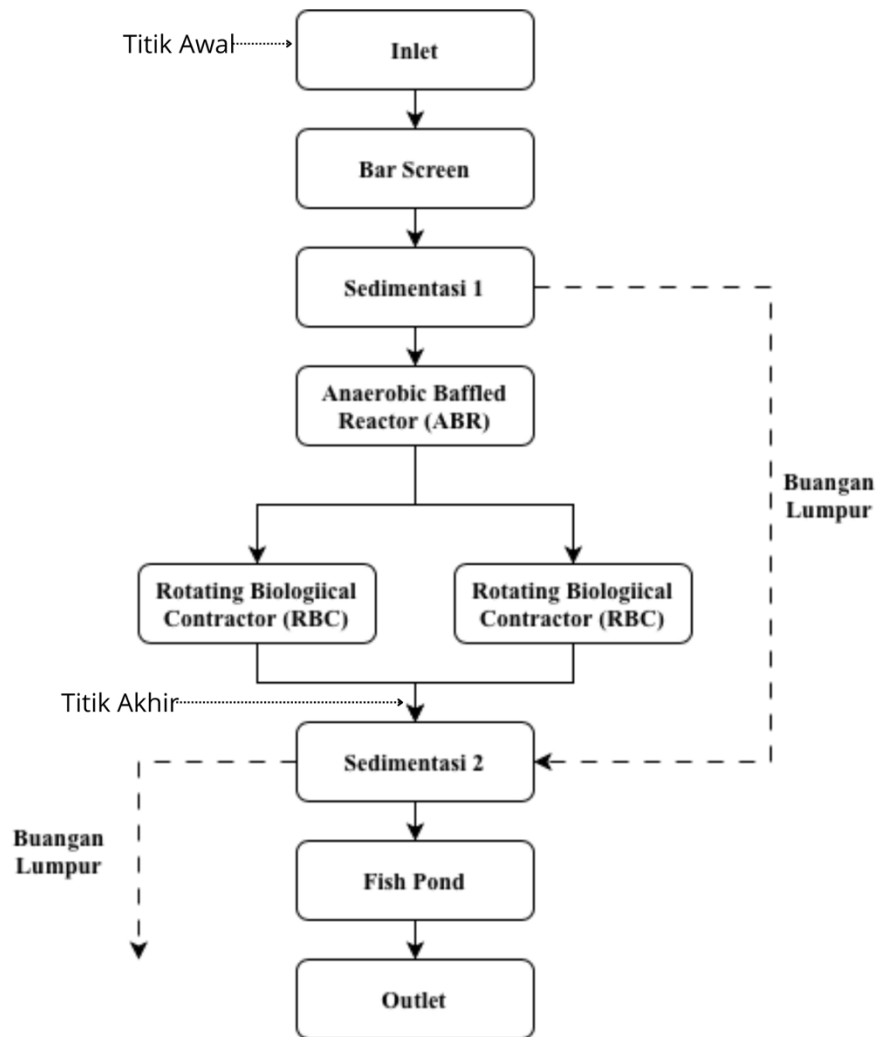 Titik Awal
Inlet
Bar Screen
Sedimentasi 1
Anaerobic Baffled
Reactor (ABR)
Buangan
Lumpur
Rotating Biologiical
Contractor (RBC)
Rotating Biologiical
Contractor (RBC)
Titik Akhir
Sedimentasi 2
Buangan
Lumpur
Fish Pond
Outlet